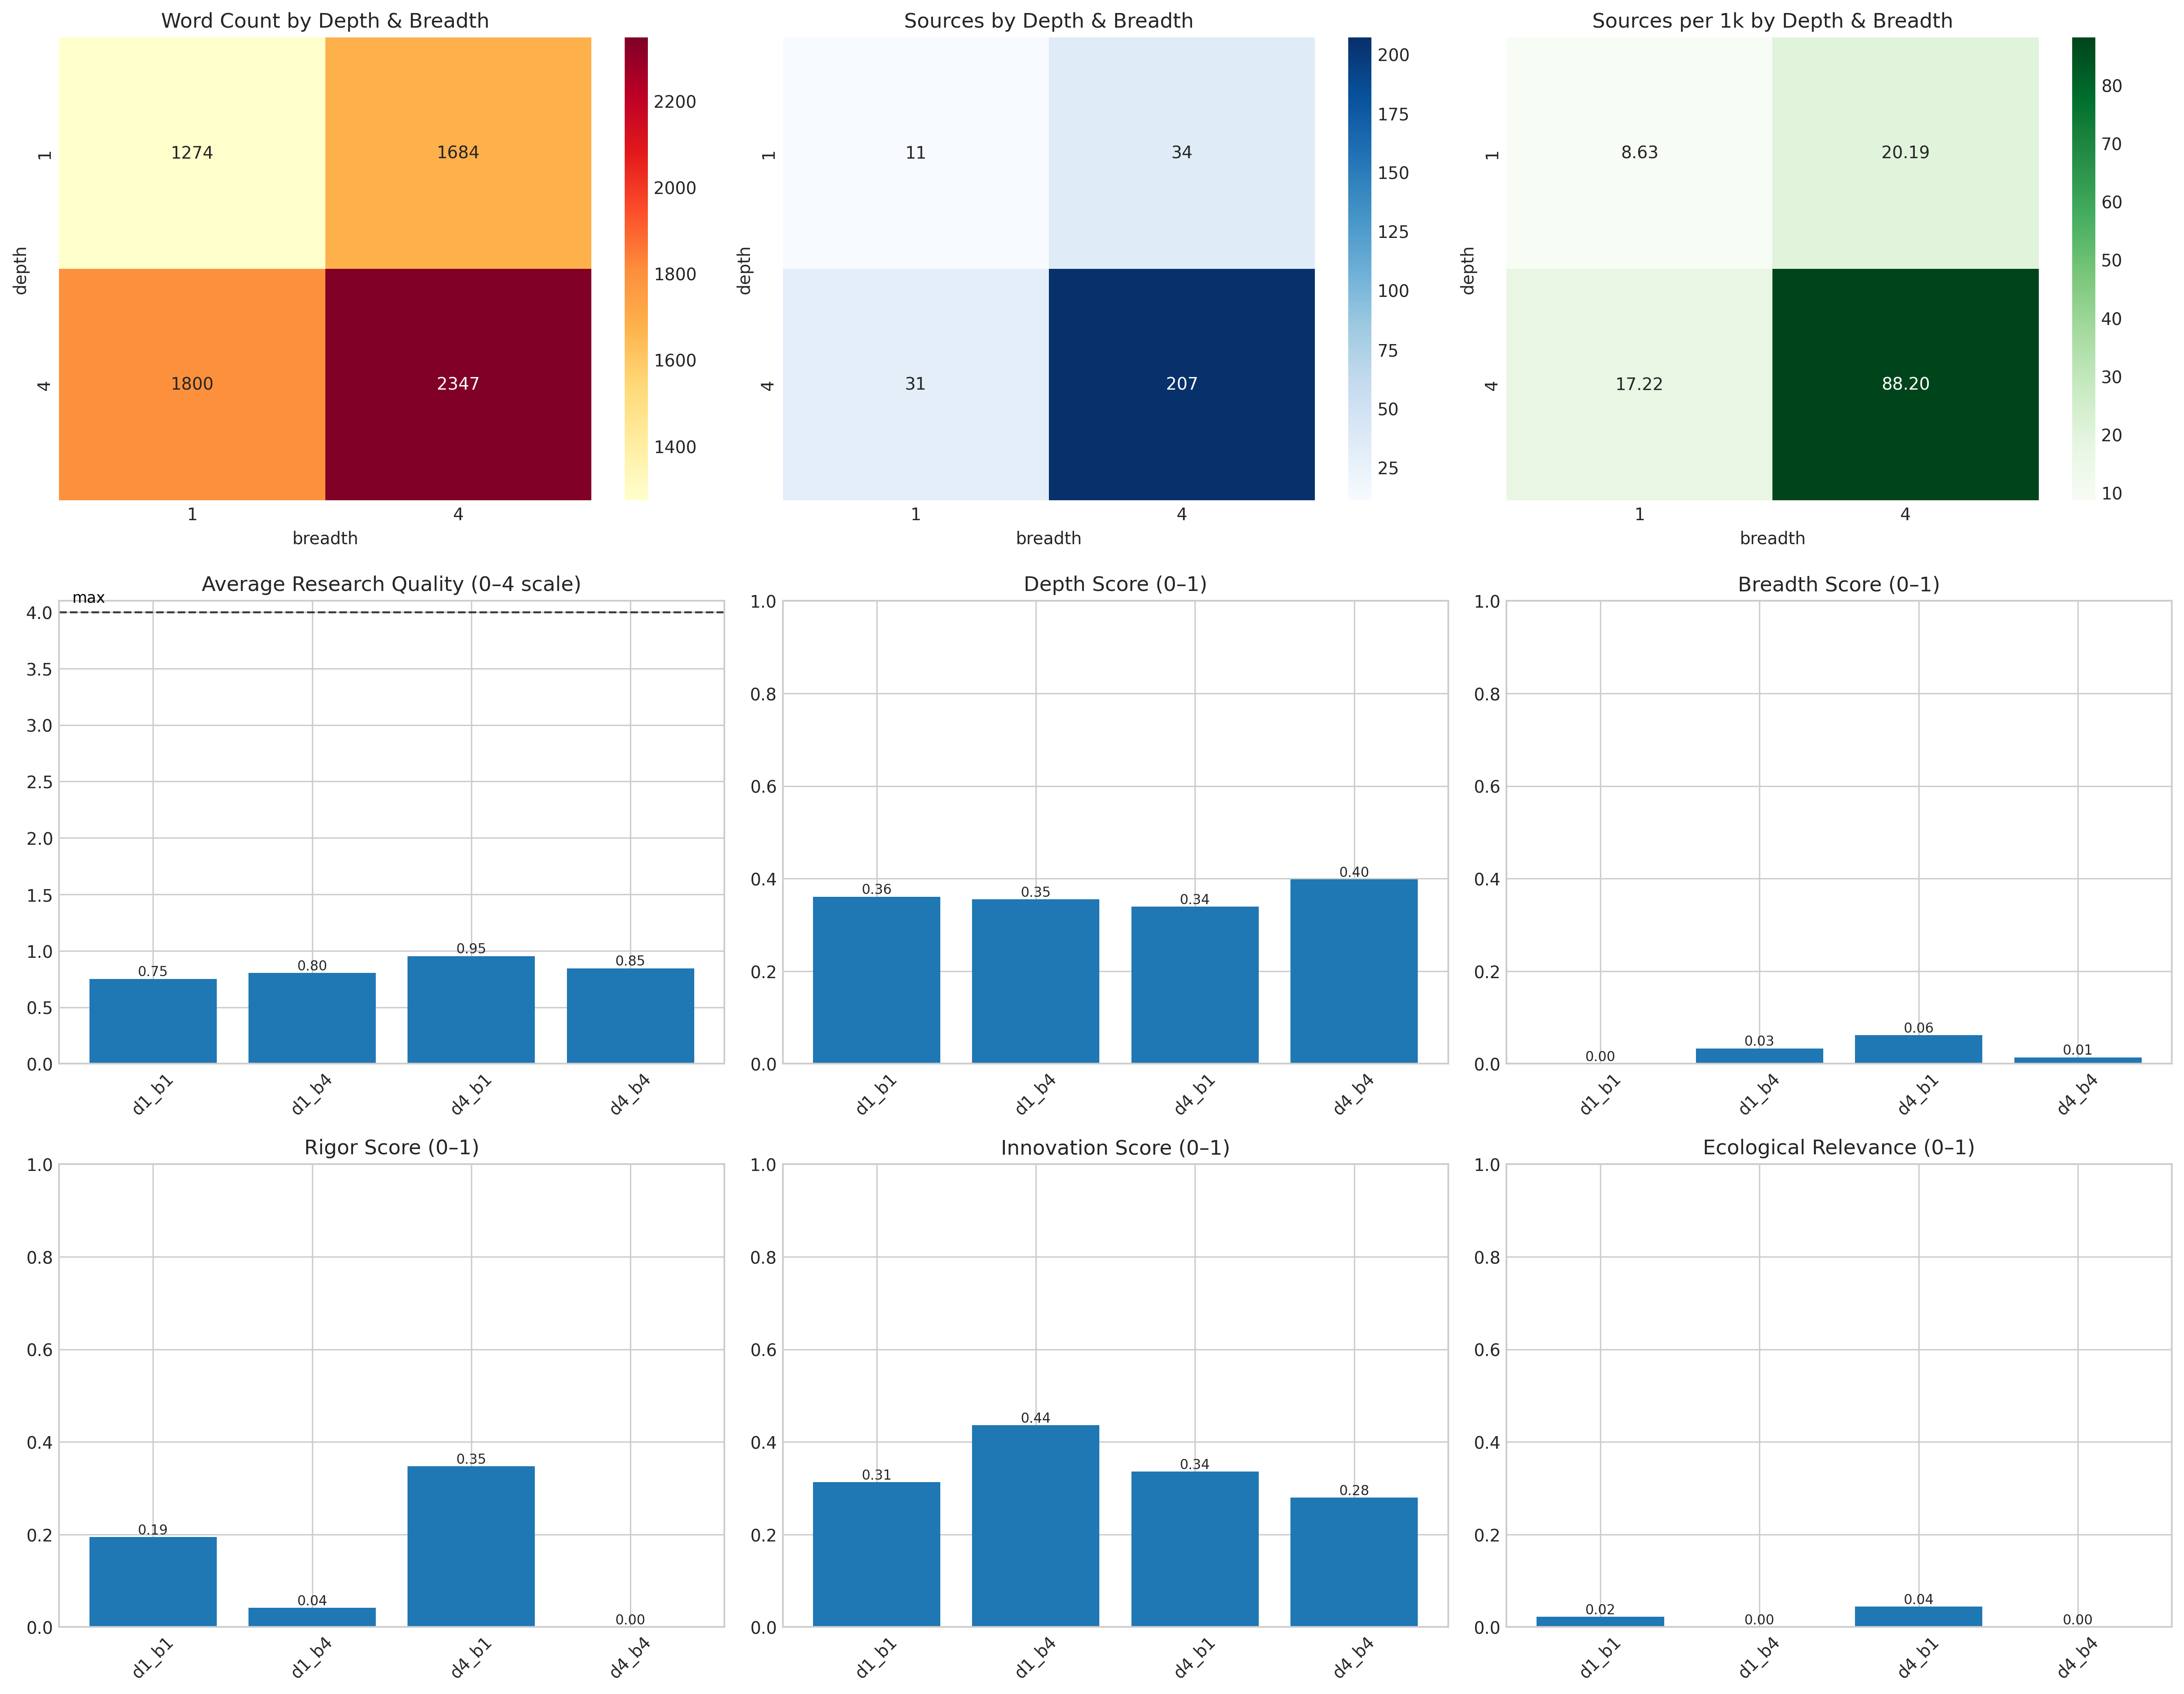 Word Count by Depth & Breadth
1274 1684
1800 2347
1
4
depth
1 4
breadth
2200
2000
1800
1600
1400
Sources by Depth & Breadth
11 34
31 207
1
4
depth
1 4
breadth
200
175
150
125
100
75
50
25
Sources per 1k by Depth & Breadth
8.63 20.19
17.22 88.20
1
4
depth
1 4
breadth
80
70
60
50
40
30
20
10
Average Research Quality (0–4 scale)
max
4.0
3.5
3.0
2.5
2.0
1.5
1.0
0.5
0.0
0.75 0.80 0.95 0.85
d1_b1 d1_b4 d4_b1 d4_b4
Depth Score (0–1)
1.0
0.8
0.6
0.4
0.2
0.0
0.36 0.35 0.34 0.40
d1_b1 d1_b4 d4_b1 d4_b4
Breadth Score (0–1)
1.0
0.8
0.6
0.4
0.2
0.0
0.00 0.03 0.06 0.01
d1_b1 d1_b4 d4_b1 d4_b4
Rigor Score (0–1)
1.0
0.8
0.6
0.4
0.2
0.0
0.19 0.04 0.35 0.00
d1_b1 d1_b4 d4_b1 d4_b4
Innovation Score (0–1)
1.0
0.8
0.6
0.4
0.2
0.0
0.31 0.44 0.34 0.28
d1_b1 d1_b4 d4_b1 d4_b4
Ecological Relevance (0–1)
1.0
0.8
0.6
0.4
0.2
0.0
0.02 0.00 0.04 0.00
d1_b1 d1_b4 d4_b1 d4_b4